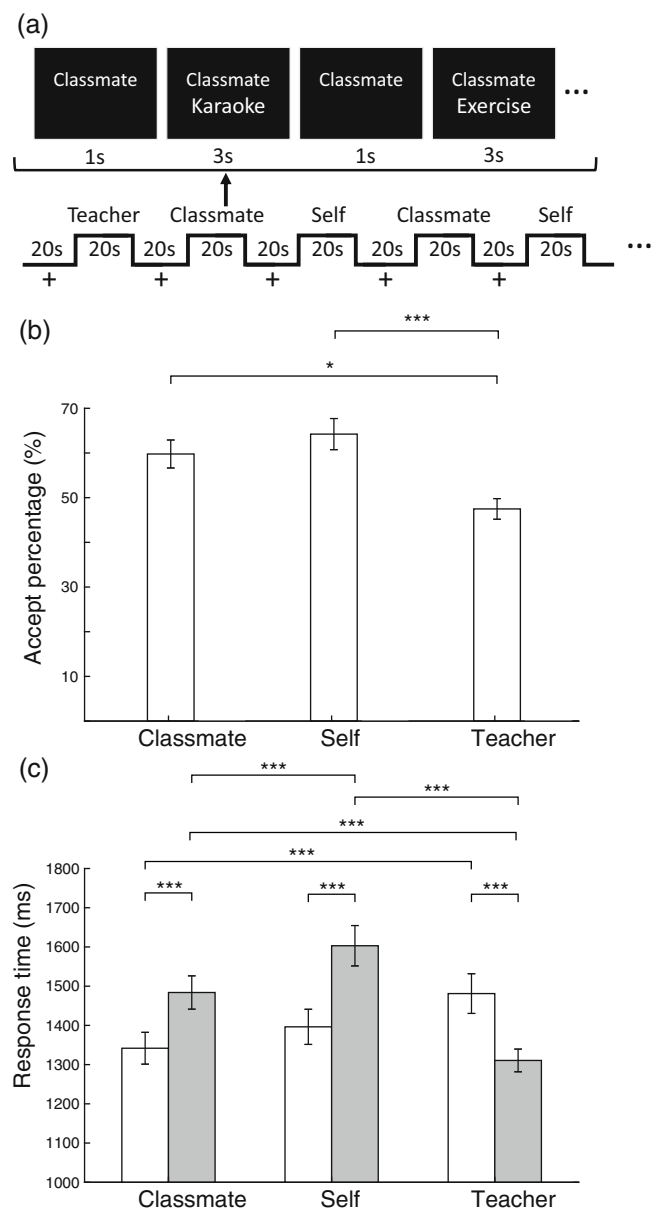 (a)
Classmate
Classmate
Karaoke
Classmate
Classmate
Exercise
...
1s 3s 1s 3s
Teacher Classmate Self Classmate Self
20s 20s 20s 20s 20s 20s 20s 20s 20s 20s ...
+ + + + +
(b)
***
*
Accept percentage (%)
70
50
30
10
Classmate Self Teacher
(c)
***
***
***
***
*** *** ***
Response time (ms)
1800
1700
1600
1500
1400
1300
1200
1100
1000
Classmate Self Teacher